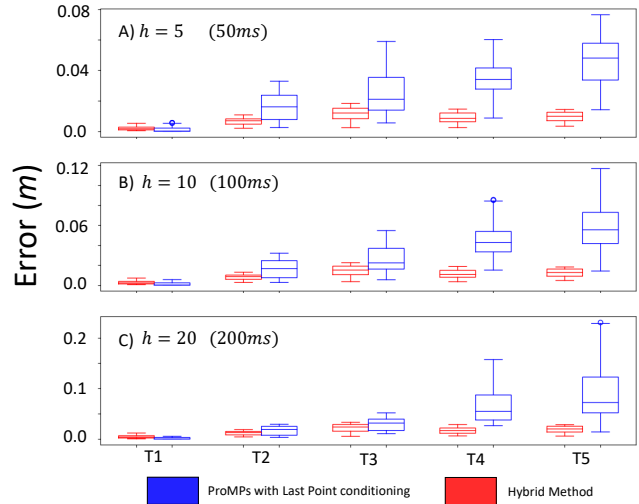 0.08
A) h = 5 (50ms)
0.04
0.0
0.12
B) h = 10 (100ms)
0.06
0.0
Error (m)
0.2
C) h = 20 (200ms)
0.1
0.0
T1 T2 T3 T4 T5
ProMPs with Last Point conditioning Hybrid Method